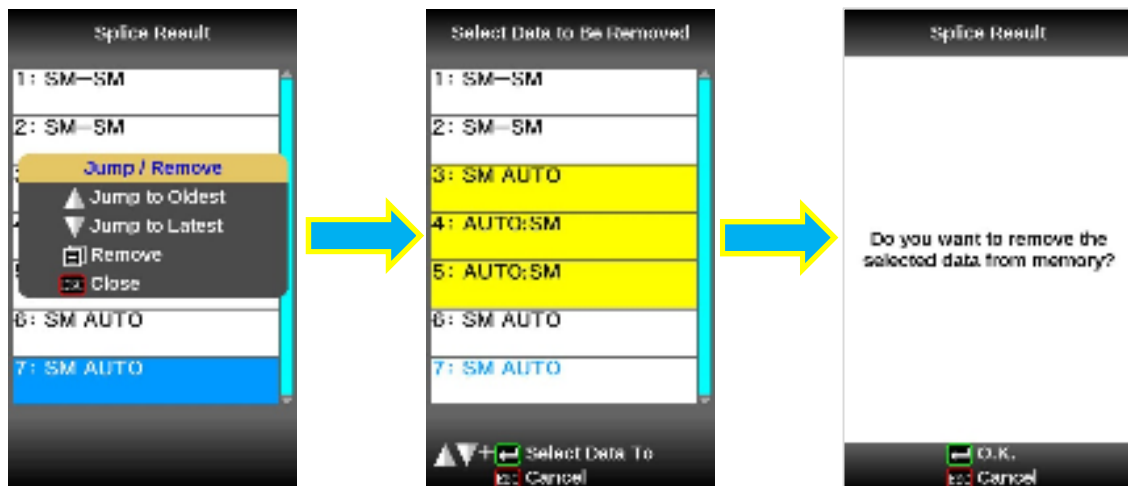 Splice Result
1: SM-SM
2: SM-SM
Jump / Remove
Jump to Oldest
Jump to Latest
Remove
ESC Close
6: SM AUTO
7: SM AUTO
Select Data to Be Removed
1: SM-SM
2: SM-SM
3: SM AUTO
4: AUTO:SM
5: AUTO:SM
6: SM AUTO
7: SM AUTO
+ Select Data To
ESC Cancel
Splice Result
Do you want to remove the
selected data from memory?
O.K.
ESC Cancel